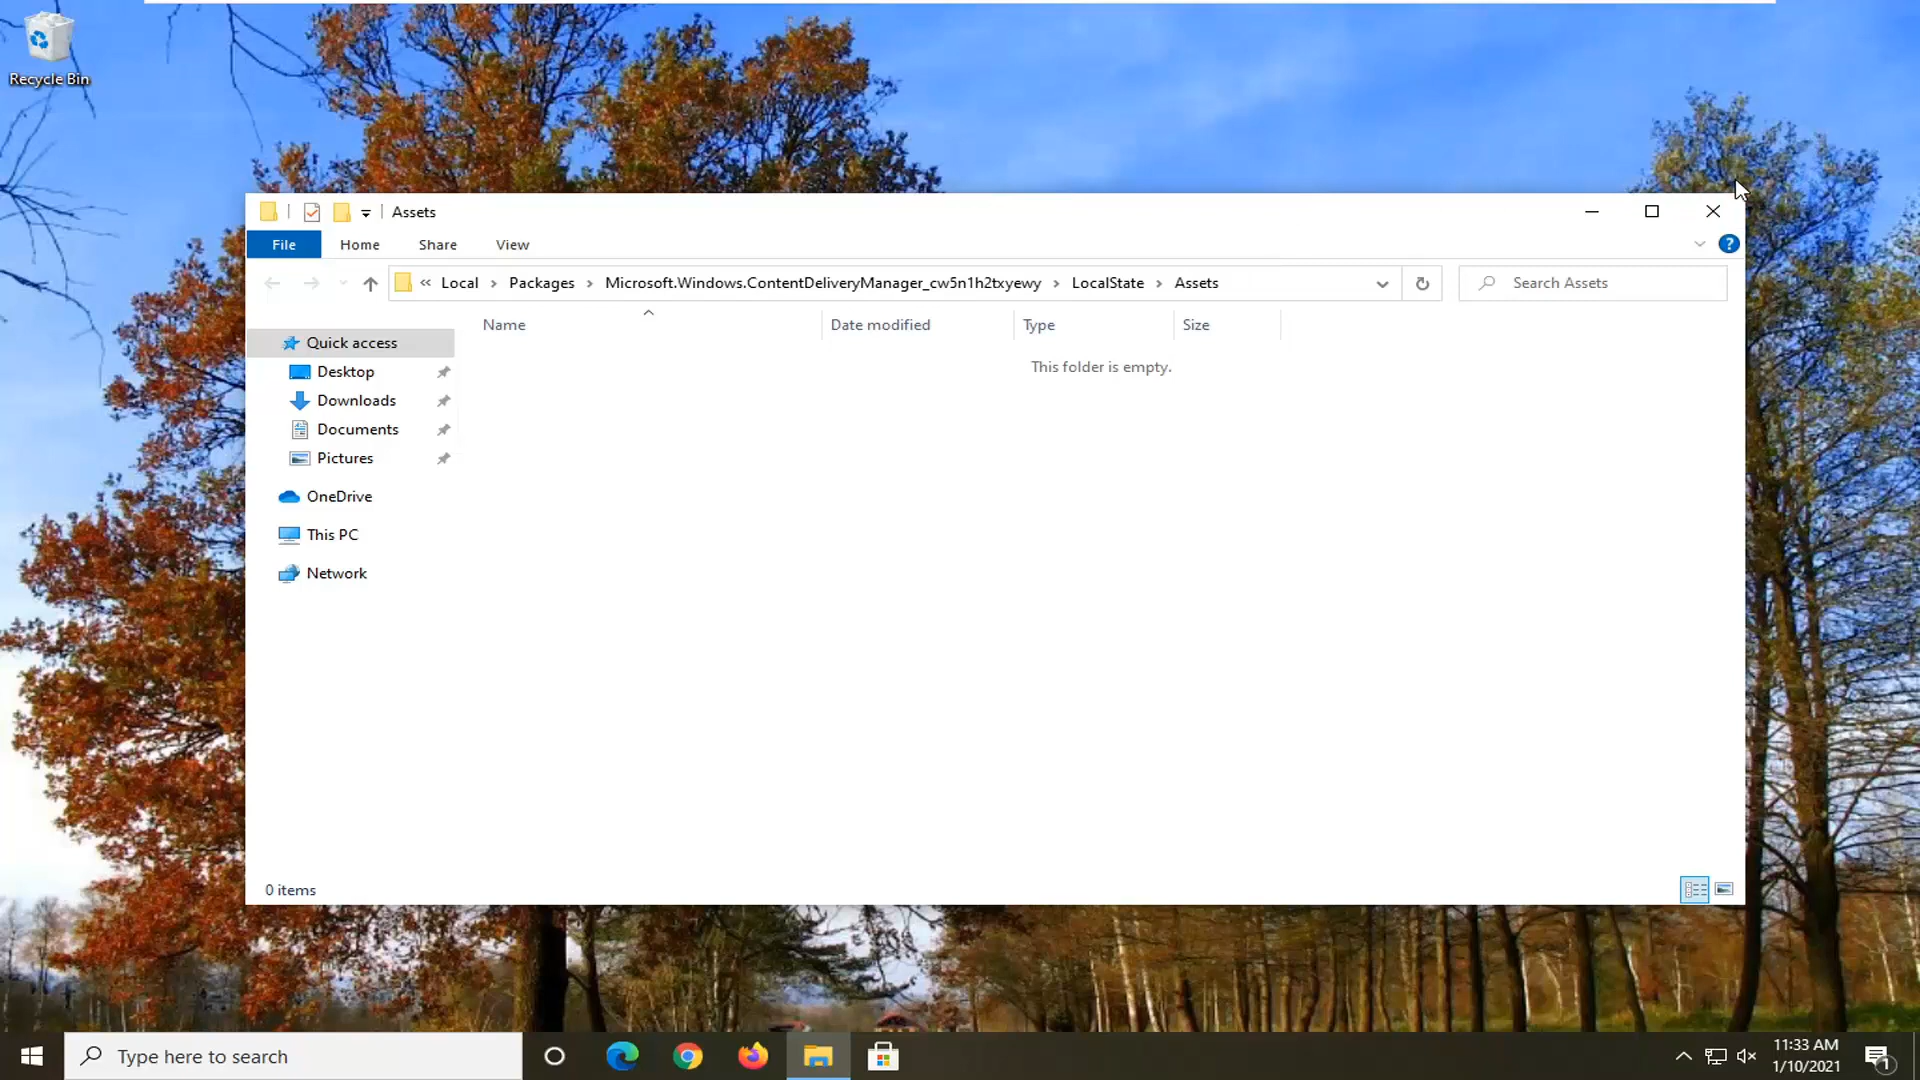 Recycle Bin
Assets
File Home Share View
?
« Local > Packages > Microsoft.Windows.ContentDeliveryManager_cw5n1h2txyewy > LocalState > Assets
Search Assets
Name Date modified Type Size
This folder is empty.
Quick access
Desktop
Downloads
Documents
Pictures
OneDrive
This PC
Network
0 items
Type here to search
11:33 AM
1/10/2021
1